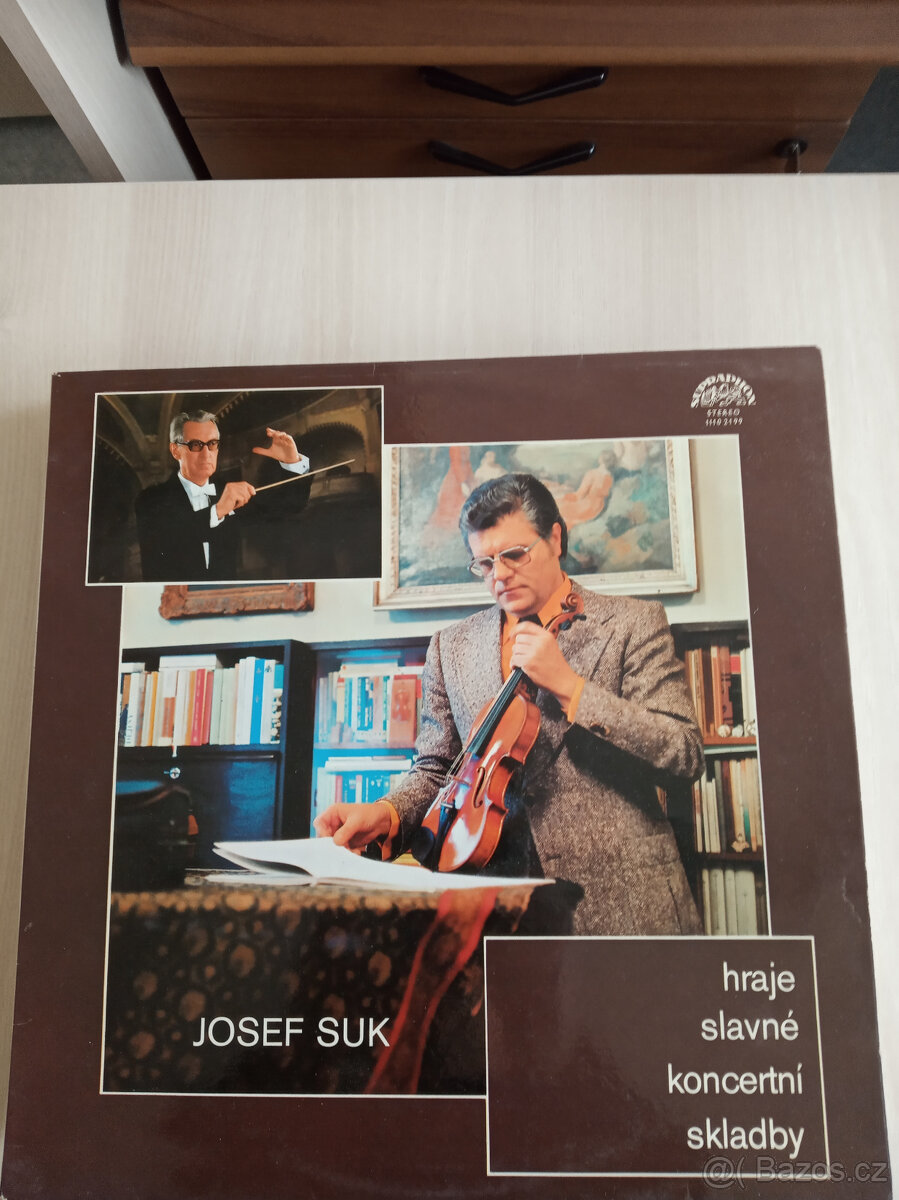 SUPRAPHON
STEREO
1110 2199
JOSEF SUK
hraje
slavné
koncertní
skladby
@( Bazos.cz